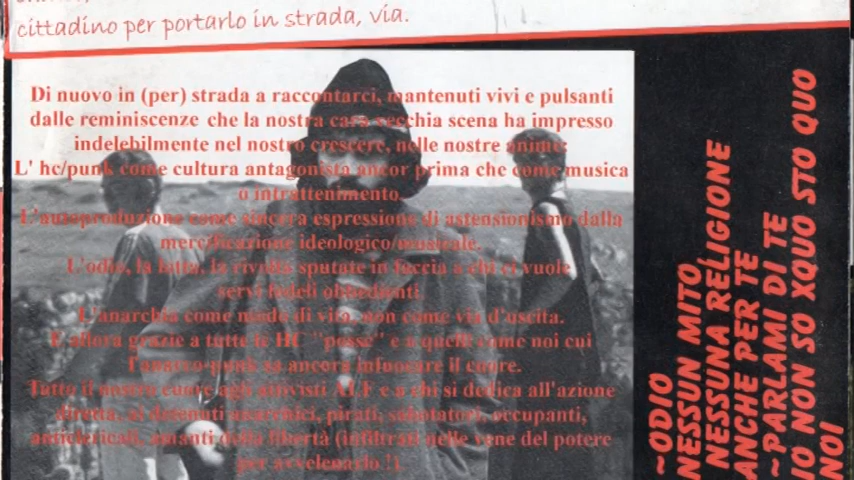 cittadino per portarlo in strada, via.
Di nuovo in (per) strada a raccontarci, mantenuti vivi e pulsanti
dalle reminiscenze che la nostra cara vecchia scena ha impresso
indelebilmente nel nostro crescere, nelle nostre anime:
L' hc/punk come cultura antagonista ancor prima che come musica
o intrattenimento.
L'autoproduzione come sincera espressione di astensionismo dalla
mercificazione ideologico/musicale.
L'odio, la lotta, la rivolta sputate in faccia a chi ci vuole
servi fedeli obbedienti.
L'anarchia come modo di vita, non come via d'uscita.
E allora grazie a tutte le HC "posse" e a quelli come noi cui
l'anarco-punk sa ancora infuocare il cuore.
Tutto il nostro cuore agli attivisti ALF e a chi si dedica all'azione
diretta, ai detenuti anarchici, pirati, sabotatori, occupanti,
anticlericali, amanti della libertà (infiltrati nelle vene del potere
per avvelenarlo !)
~ODIO
NESSUN MITO
NESSUNA RELIGIONE
ANCHE PER TE
~PARLAMI DI TE
IO NON SO XQUO STO QUO
NOI